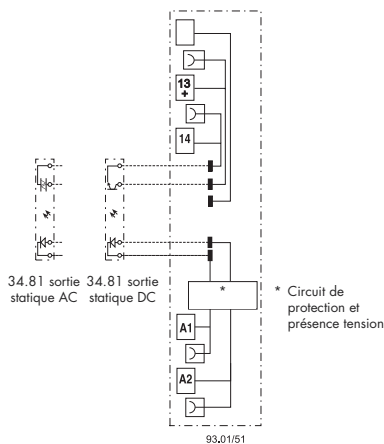 13
+
14
34.81 sortie
statique AC
34.81 sortie
statique DC
*
* Circuit de
protection et
présence tension
A1
A2
93.01/51